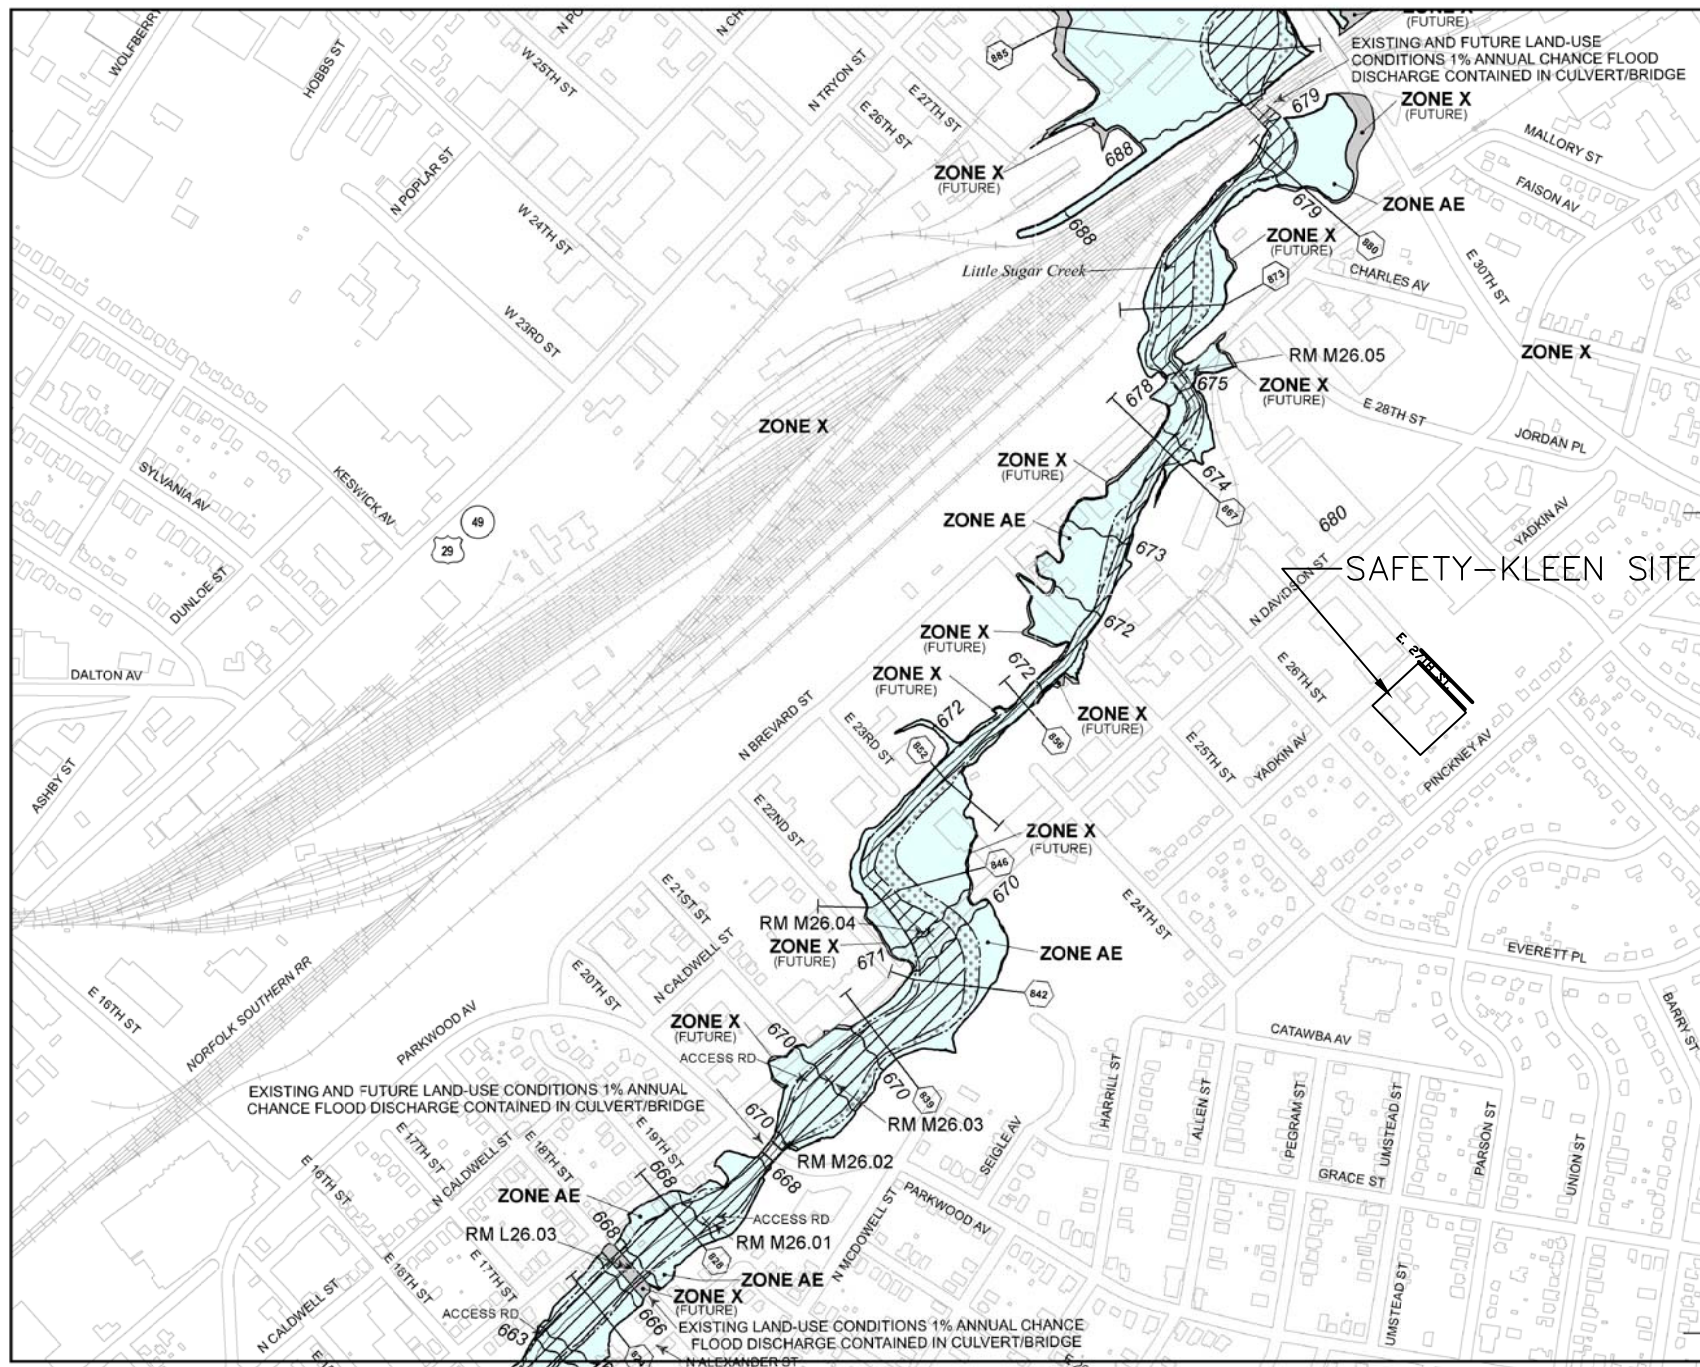 ZONE X
(FUTURE)
EXISTING AND FUTURE LAND-USE
CONDITIONS 1% ANNUAL CHANCE FLOOD
DISCHARGE CONTAINED IN CULVERT/BRIDGE
WOLFBERRY
HOBBS ST
W 25TH ST
N PO
N CH
N TRYON ST
E 27TH ST
E 26TH ST
885
679
ZONE X
(FUTURE)
MALLORY ST
FAISON AV
688
ZONE X
(FUTURE)
N POPLAR ST
W 24TH ST
688
679
ZONE AE
880
ZONE X
(FUTURE)
Little Sugar Creek
873
CHARLES AV
E 30TH ST
W 23RD ST
RM M26.05
ZONE X
678
675
ZONE X
(FUTURE)
E 28TH ST
JORDAN PL
ZONE X
ZONE X
(FUTURE)
674
SYLVANIA AV
KESWICK AV
49
29
ZONE AE
867
680
YADKIN AV
673
SAFETY-KLEEN SITE
DUNLOE ST
N DAVIDSON ST
672
ZONE X
(FUTURE)
E. 27TH ST.
DALTON AV
672
ZONE X
(FUTURE)
E 26TH ST
672
ZONE X
(FUTURE)
856
N BREVARD ST
E 23RD ST
852
E 25TH ST
YADKIN AV
PINCKNEY AV
ASHBY ST
E 22ND ST
ZONE X
(FUTURE)
846
670
E 21ST ST
RM M26.04
E 24TH ST
ZONE X
(FUTURE)
671
ZONE AE
EVERETT PL
N CALDWELL ST
E 20TH ST
842
NORFOLK SOUTHERN RR
E 16TH ST
PARKWOOD AV
BARRY ST
ZONE X
(FUTURE)
670
CATAWBA AV
ACCESS RD
EXISTING AND FUTURE LAND-USE CONDITIONS 1% ANNUAL
CHANCE FLOOD DISCHARGE CONTAINED IN CULVERT/BRIDGE
670
839
670
RM M26.03
HARRILL ST
ALLEN ST
PEGRAM ST
UMSTEAD ST
PARSON ST
UNION ST
SEIGLE AV
E 17TH ST
N CALDWELL ST
E 18TH ST
E 19TH ST
RM M26.02
E 16TH ST
668
668
GRACE ST
ZONE AE
PARKWOOD AV
N MCDOWELL ST
ACCESS RD
RM L26.03
668
RM M26.01
828
ZONE AE
E 16TH ST
E 17TH ST
ZONE X
(FUTURE)
N CALDWELL ST
ACCESS RD
663
666
EXISTING LAND-USE CONDITIONS 1% ANNUAL CHANCE
FLOOD DISCHARGE CONTAINED IN CULVERT/BRIDGE
N ALEXANDER ST
UMSTEAD ST